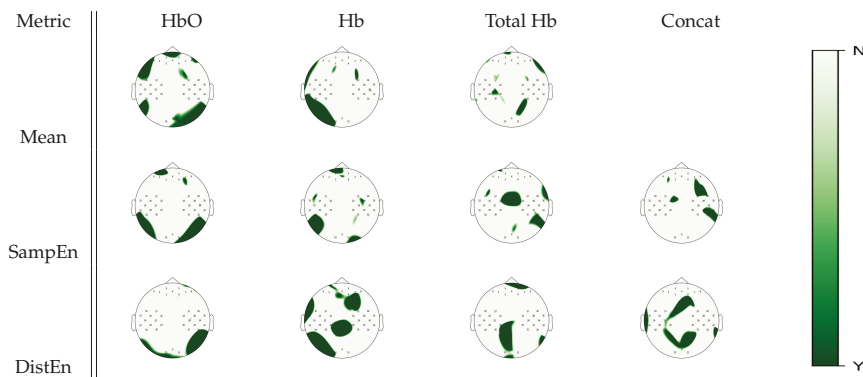 Metric HbO Hb Total Hb Concat
N
Mean
SampEn
DistEn
Y